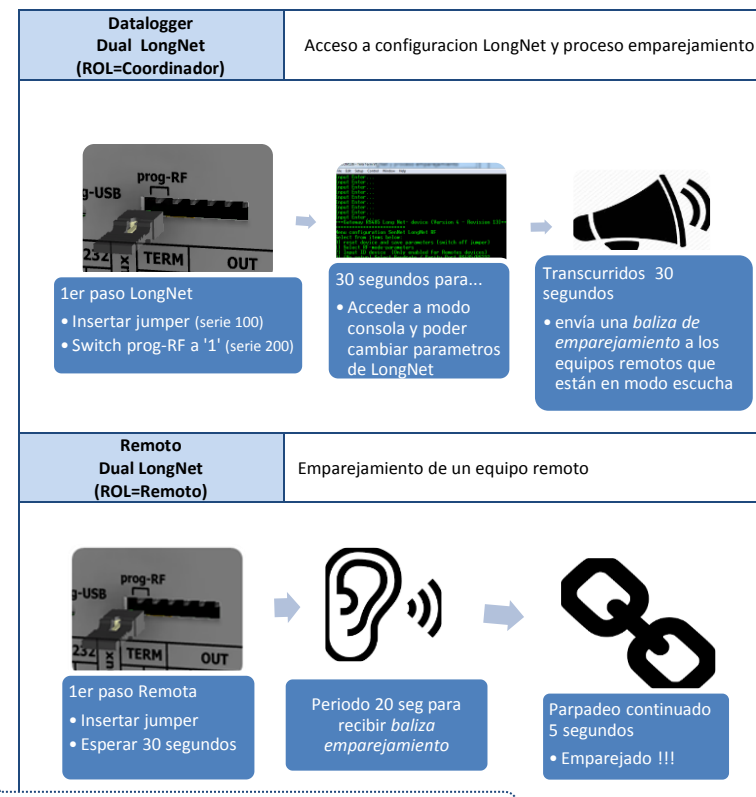 Datalogger
Dual LongNet
(ROL=Coordinador)
Acceso a configuracion LongNet y proceso emparejamiento
prog-RF
g-USB
232
TERM
OUT
1er paso LongNet
• Insertar jumper (serie 100)
• Switch prog-RF a '1' (serie 200)
30 segundos para...
• Acceder a modo
consola y poder
cambiar parametros
de LongNet
Transcurridos 30
segundos
• envía una baliza de
emparejamiento a los
equipos remotos que
están en modo escucha
Remoto
Dual LongNet
(ROL=Remoto)
Emparejamiento de un equipo remoto
prog-RF
g-USB
232
TERM
OUT
1er paso Remota
• Insertar jumper
• Esperar 30 segundos
Periodo 20 seg para
recibir baliza
emparejamiento
Parpadeo continuado
5 segundos
• Emparejado !!!